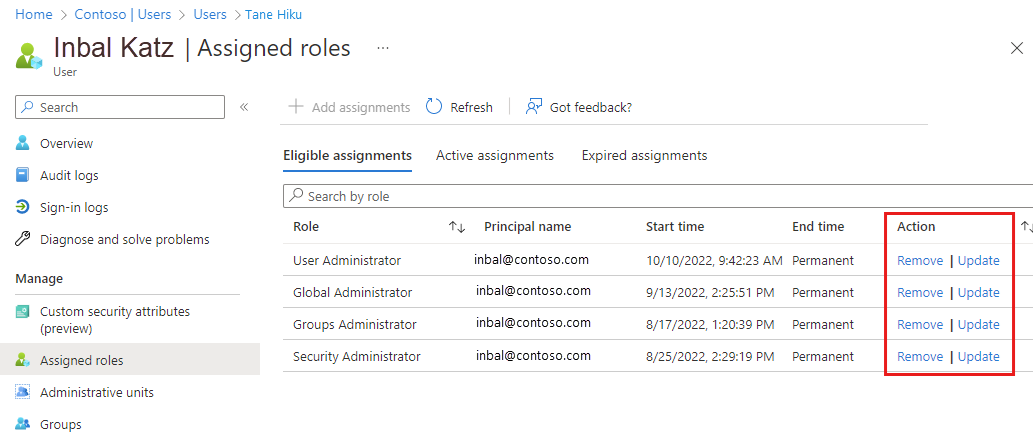 Home > Contoso | Users > Users > Tane Hiku
Inbal Katz | Assigned roles ...
User
Search «
Add assignments Refresh Got feedback?
Overview
Audit logs
Sign-in logs
Diagnose and solve problems
Manage
Custom security attributes
(preview)
Assigned roles
Administrative units
Groups
Eligible assignments Active assignments Expired assignments
Search by role
Role Principal name Start time End time Action
User Administrator inbal@contoso.com 10/10/2022, 9:42:23 AM Permanent Remove | Update
Global Administrator inbal@contoso.com 9/13/2022, 2:25:51 PM Permanent Remove | Update
Groups Administrator inbal@contoso.com 8/17/2022, 1:20:39 PM Permanent Remove | Update
Security Administrator inbal@contoso.com 8/25/2022, 2:29:19 PM Permanent Remove | Update